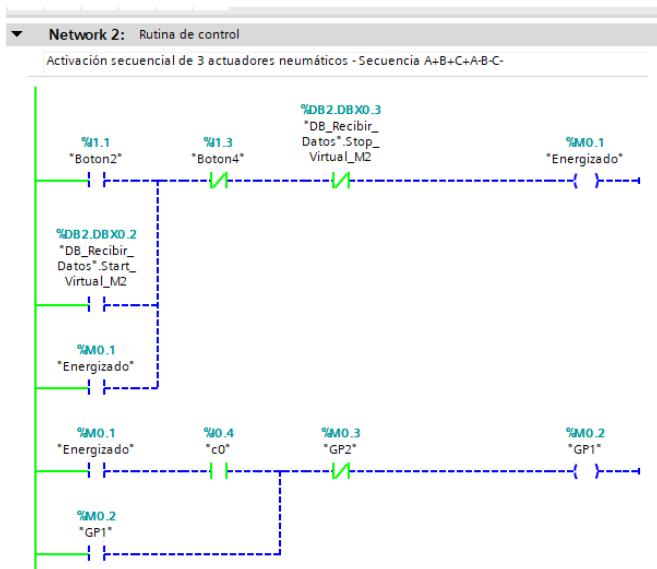 Network 2: Rutina de control
Activación secuencial de 3 actuadores neumáticos - Secuencia A+B+C+A-B-C-
%I1.1
"Boton2"
%I1.3
"Boton4"
%DB2.DBX0.3
"DB_Recibir_
Datos".Stop_
Virtual_M2
%M0.1
"Energizado"
%DB2.DBX0.2
"DB_Recibir_
Datos".Start_
Virtual_M2
%M0.1
"Energizado"
%M0.1
"Energizado"
%I0.4
"c0"
%M0.3
"GP2"
%M0.2
"GP1"
%M0.2
"GP1"